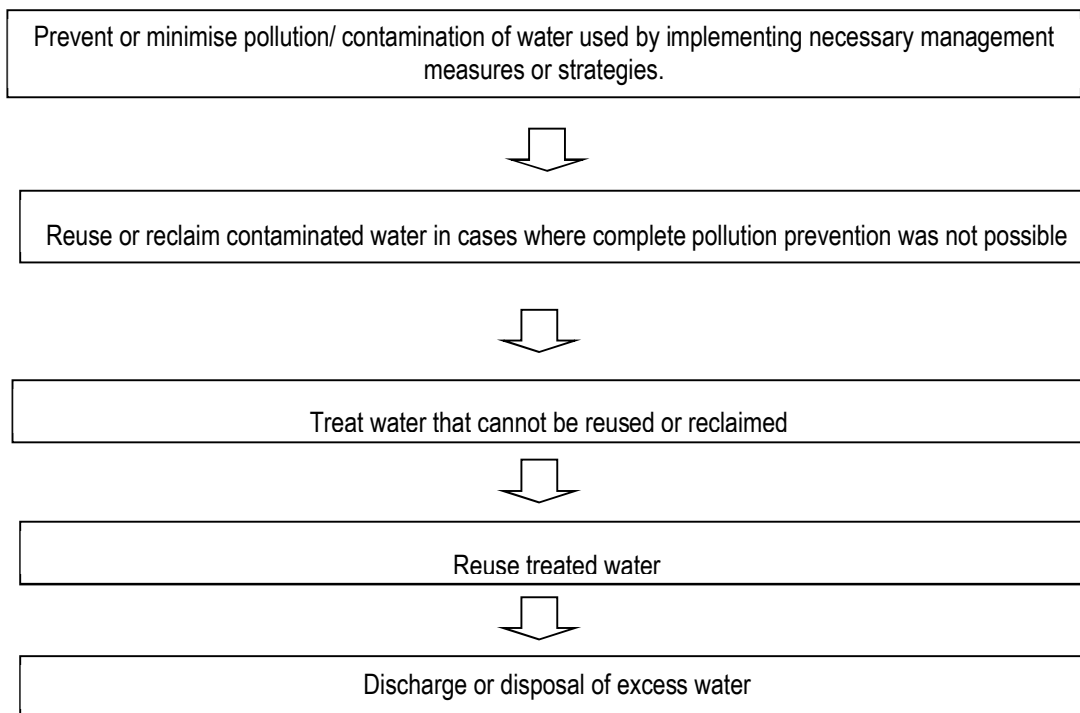 Prevent or minimise pollution/ contamination of water used by implementing necessary management
measures or strategies.
Reuse or reclaim contaminated water in cases where complete pollution prevention was not possible
Treat water that cannot be reused or reclaimed
Reuse treated water
Discharge or disposal of excess water